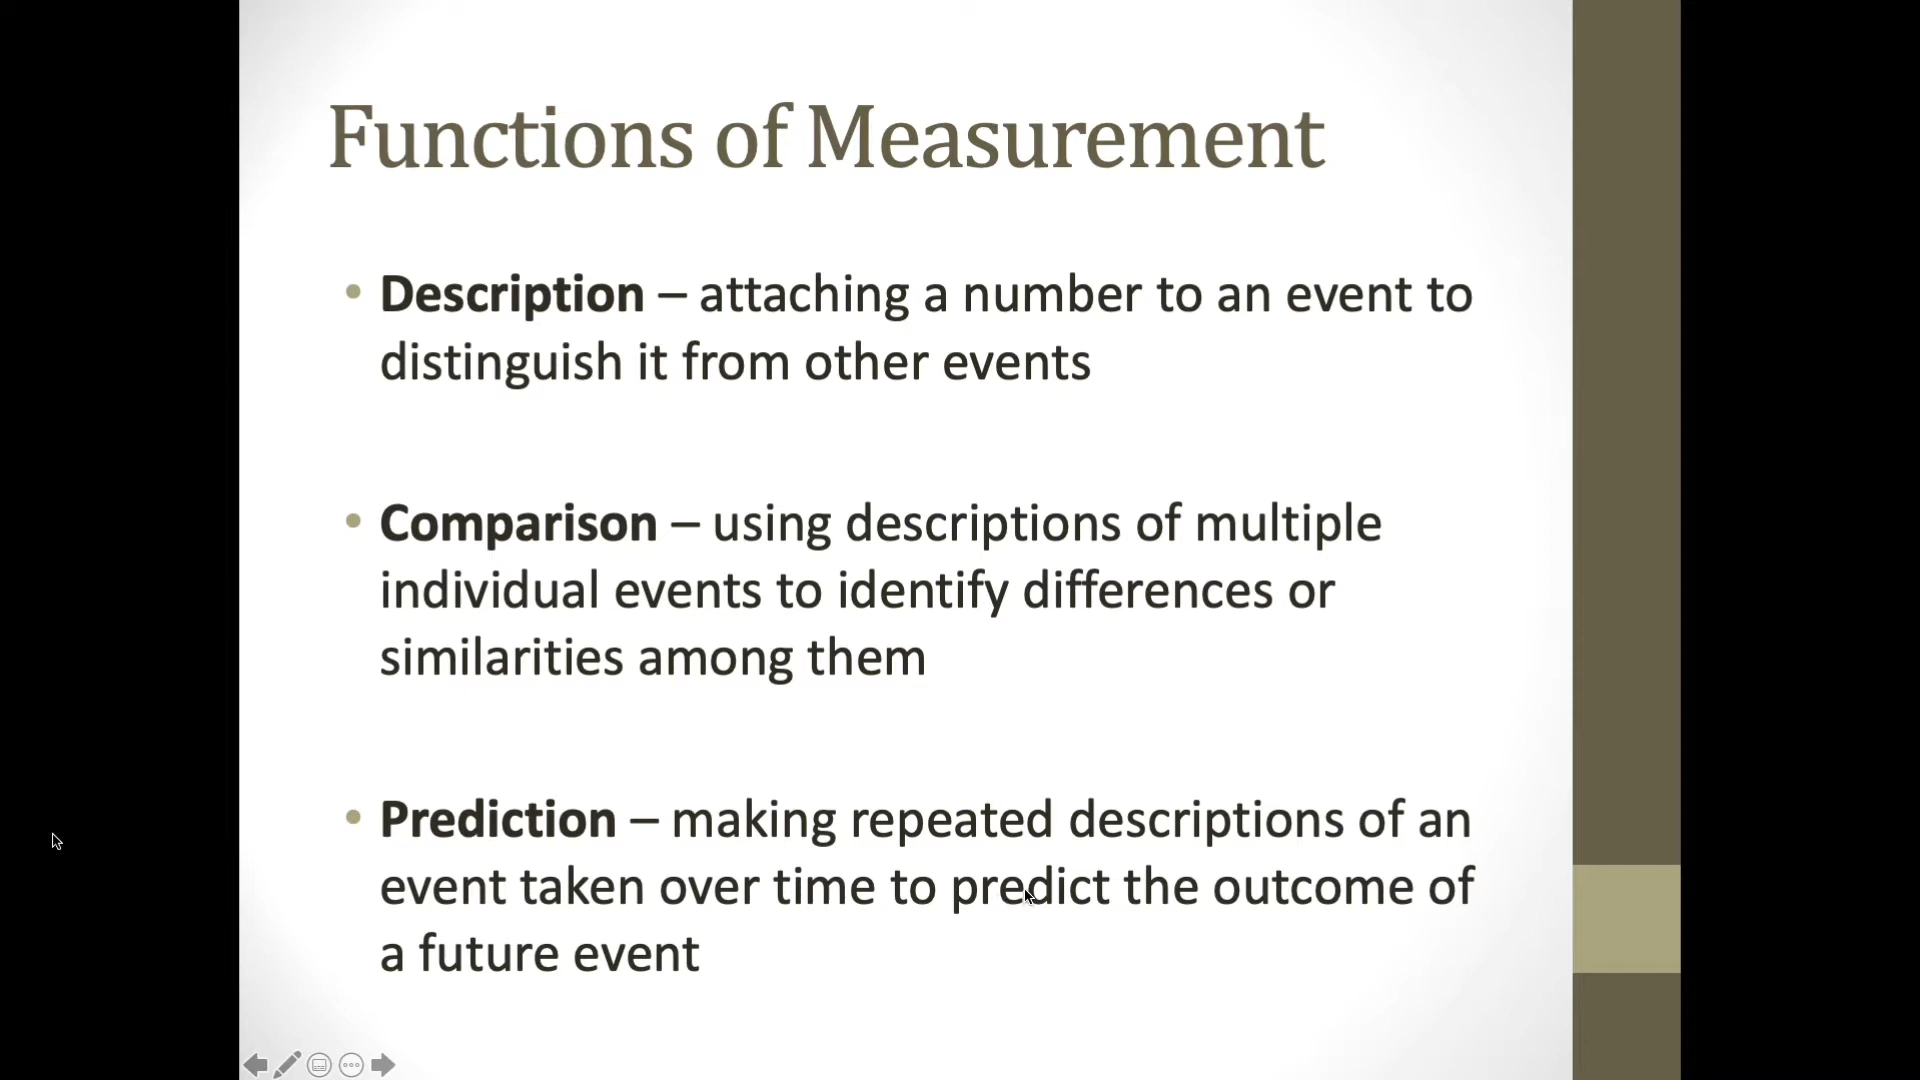 Functions of Measurement
• Description – attaching a number to an event to
distinguish it from other events
• Comparison – using descriptions of multiple
individual events to identify differences or
similarities among them
• Prediction – making repeated descriptions of an
event taken over time to predict the outcome of
a future event